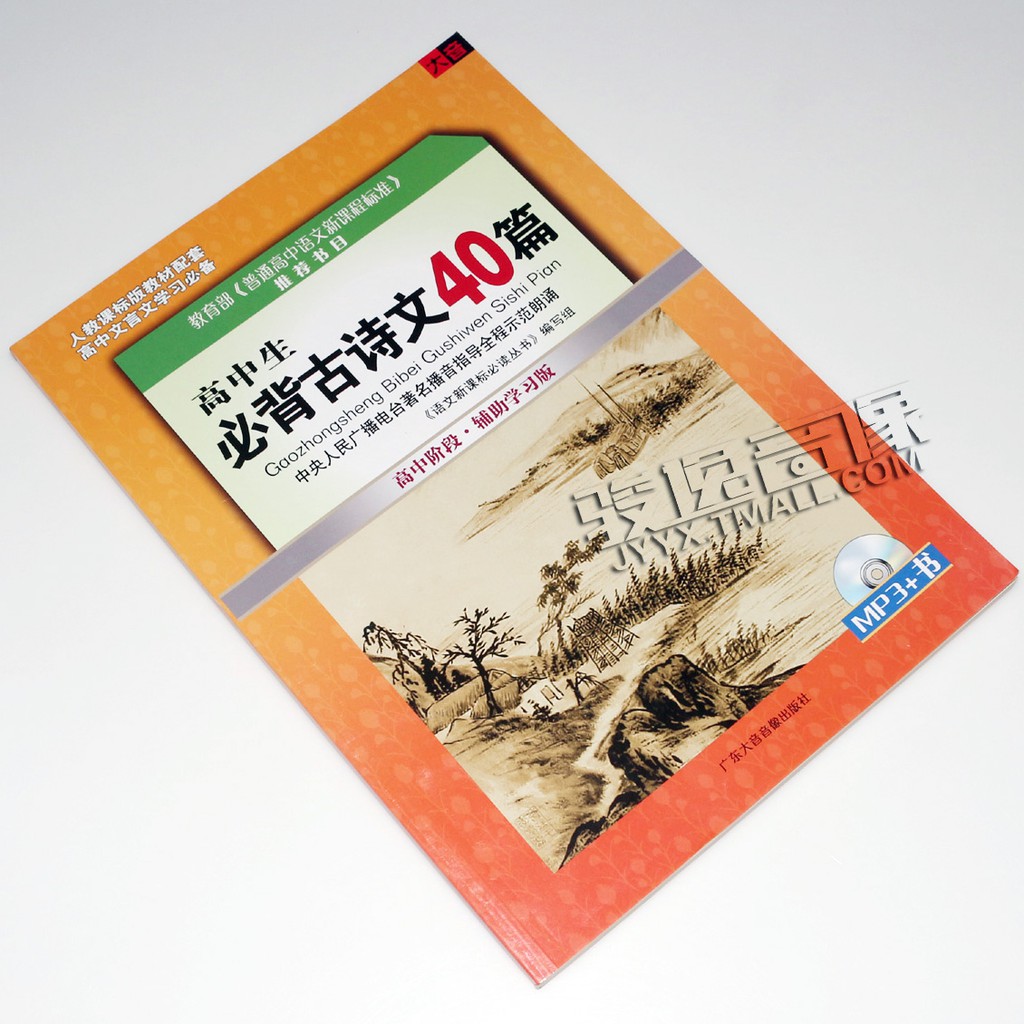 大音
人教课标版教材配套
高中文言文学习必备
教育部《普通高中语文新课程标准》
推荐书目
高中生
必背古诗文40篇
Gaozhongsheng Bibei Gushiwen Sishi Pian
中央人民广播电台著名播音指导全程示范朗诵
《语文新课标必读丛书》编写组
高中阶段·辅助学习版
骏悦音像
JYYX.TMALL.COM
MP3+书
广东大音音像出版社